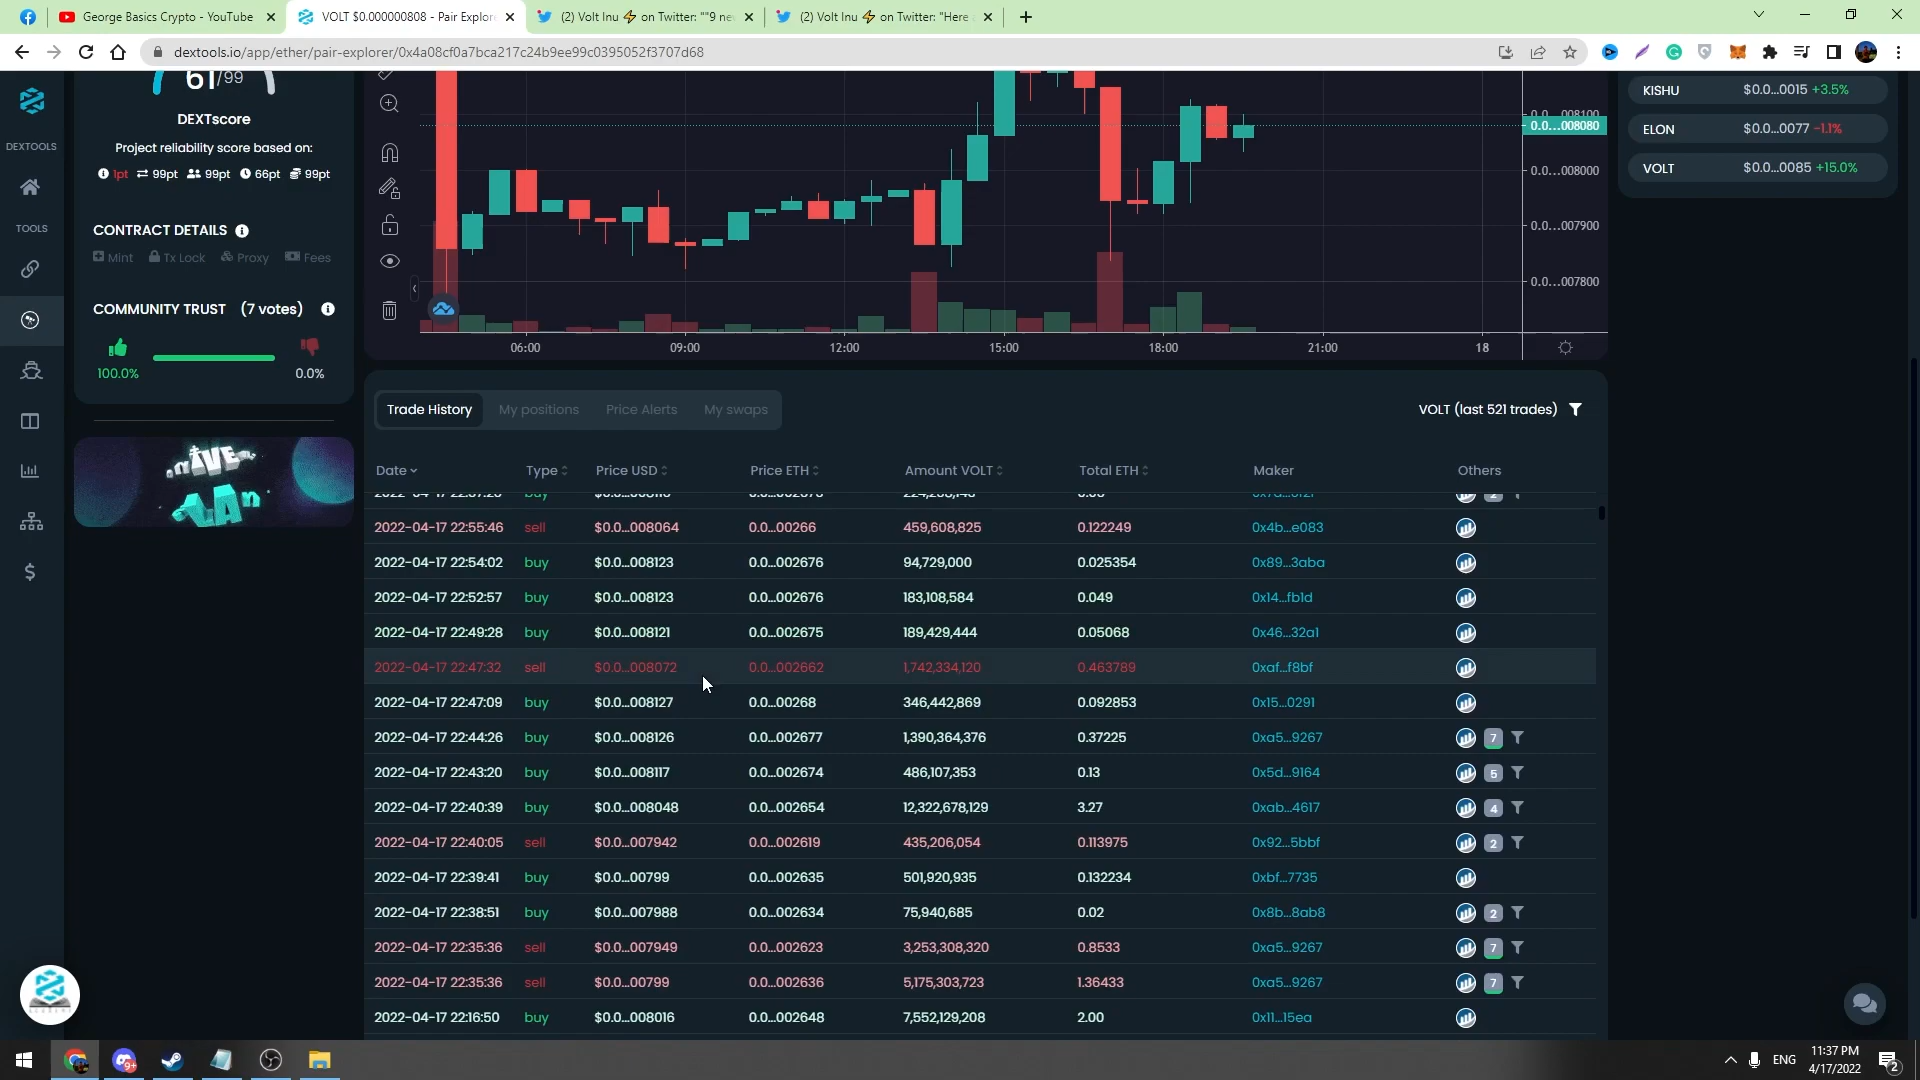 George Basics Crypto - YouTube
VOLT $0.000000808 - Pair Explor
(2) Volt Inu ⚡ on Twitter: ""9 ne
(2) Volt Inu ⚡ on Twitter: "Here
dextools.io/app/ether/pair-explorer/0x4a08cf0a7bca217c24b9ee99c0395052f3707d68
DEXTOOLS
TOOLS
61/99
DEXTscore
Project reliability score based on:
1pt 99pt 99pt 66pt 99pt
CONTRACT DETAILS
Mint Tx Lock Proxy Fees
COMMUNITY TRUST (7 votes)
100.0% 0.0%
0.0...008100
0.0...008080
0.0...008000
0.0...007900
0.0...007800
06:00 09:00 12:00 15:00 18:00 21:00 18
KISHU $0.0...0015 +3.5%
ELON $0.0...0077 -1.1%
VOLT $0.0...0085 +15.0%
Trade History My positions Price Alerts My swaps
VOLT (last 521 trades)
Date Type Price USD Price ETH Amount VOLT Total ETH Maker Others
2022-04-17 22:55:46 sell $0.0...008064 0.0...00266 459,608,825 0.122249 0x4b...e083
2022-04-17 22:54:02 buy $0.0...008123 0.0...002676 94,729,000 0.025354 0x89...3aba
2022-04-17 22:52:57 buy $0.0...008123 0.0...002676 183,108,584 0.049 0x14...fb1d
2022-04-17 22:49:28 buy $0.0...008121 0.0...002675 189,429,444 0.05068 0x46...32a1
2022-04-17 22:47:32 sell $0.0...008072 0.0...002662 1,742,334,120 0.463789 0xaf...f8bf
2022-04-17 22:47:09 buy $0.0...008127 0.0...00268 346,442,869 0.092853 0x15...0291
2022-04-17 22:44:26 buy $0.0...008126 0.0...002677 1,390,364,376 0.37225 0xa5...9267 7
2022-04-17 22:43:20 buy $0.0...008117 0.0...002674 486,107,353 0.13 0x5d...9164 5
2022-04-17 22:40:39 buy $0.0...008048 0.0...002654 12,322,678,129 3.27 0xab...4617 4
2022-04-17 22:40:05 sell $0.0...007942 0.0...002619 435,206,054 0.113975 0x92...5bbf 2
2022-04-17 22:39:41 buy $0.0...00799 0.0...002635 501,920,935 0.132234 0xbf...7735
2022-04-17 22:38:51 buy $0.0...007988 0.0...002634 75,940,685 0.02 0x8b...8ab8 2
2022-04-17 22:35:36 sell $0.0...007949 0.0...002623 3,253,308,320 0.8533 0xa5...9267 7
2022-04-17 22:35:36 sell $0.0...00799 0.0...002636 5,175,303,723 1.36433 0xa5...9267 7
2022-04-17 22:16:50 buy $0.0...008016 0.0...002648 7,552,129,208 2.00 0x11...15ea
9+
ENG
11:37 PM
4/17/2022
2